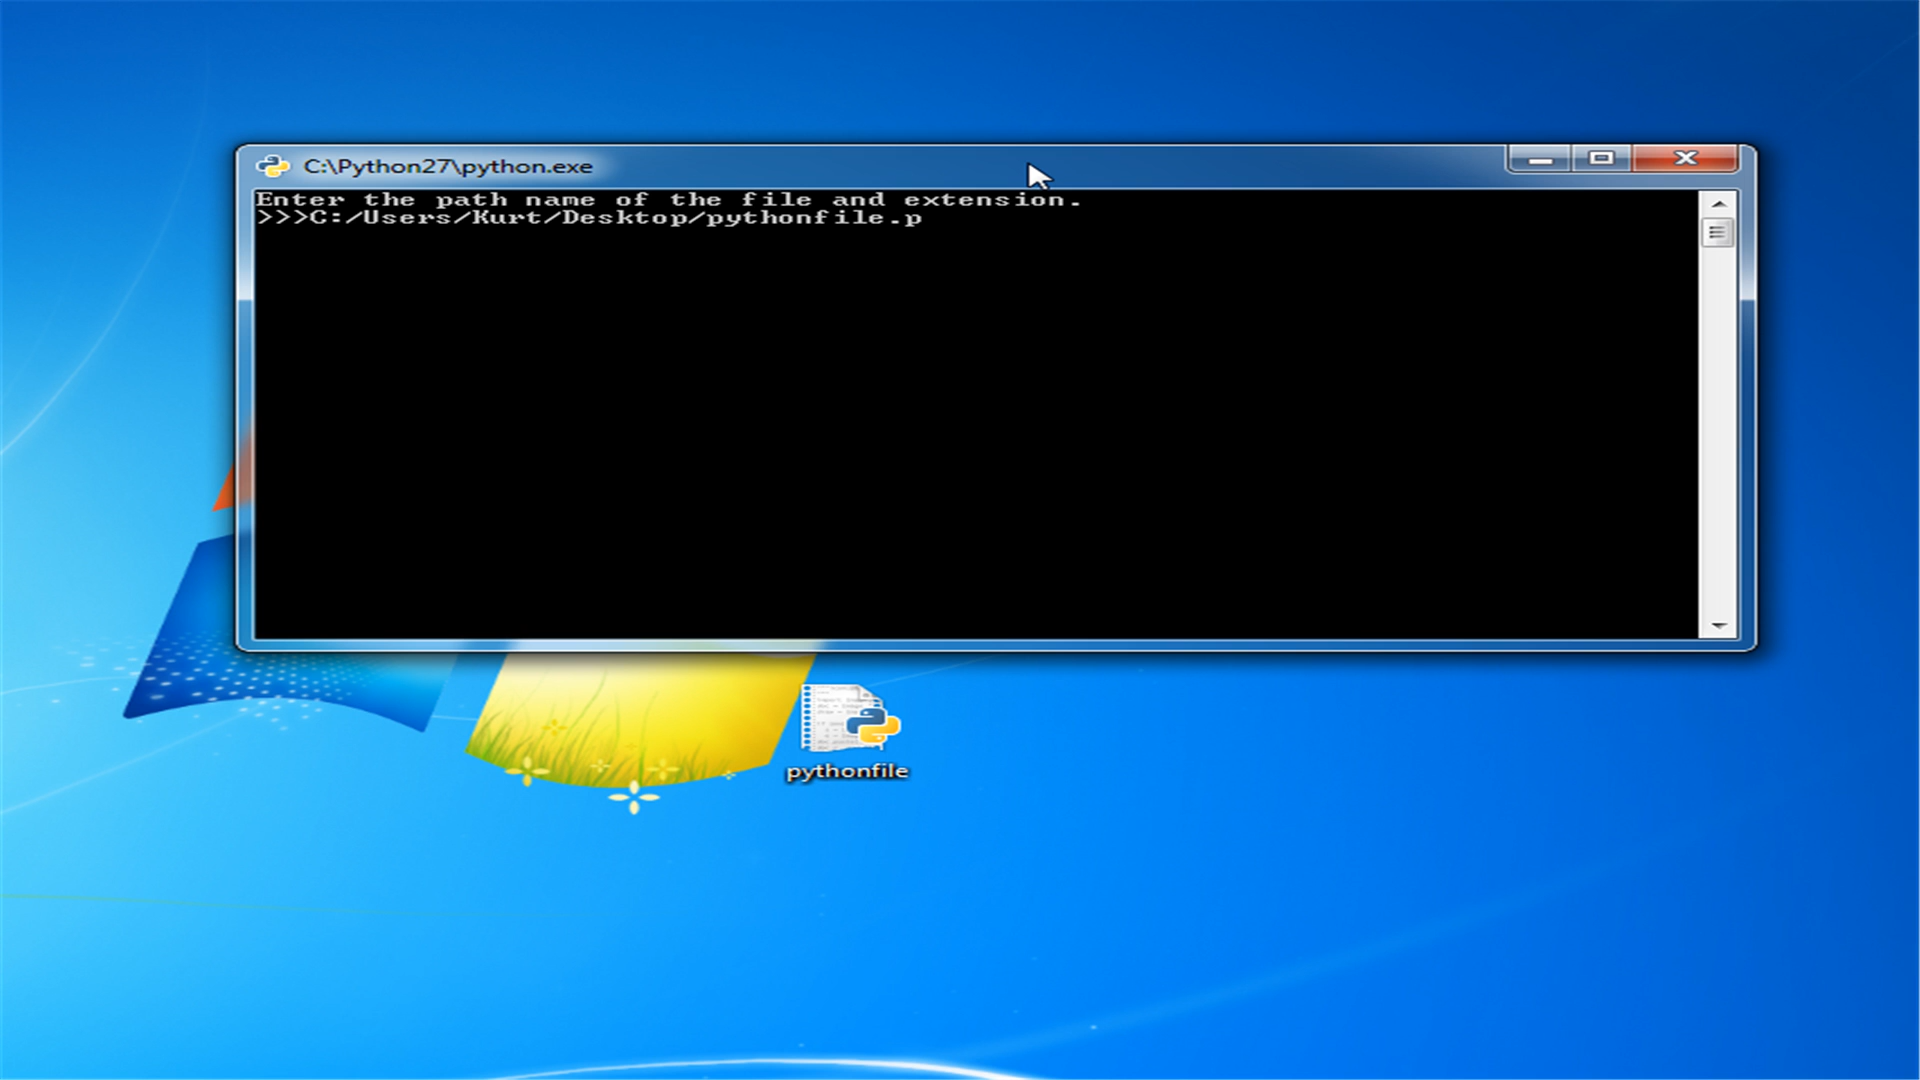 C:\Python27\python.exe
Enter the path name of the file and extension.
>>>C:/Users/Kurt/Desktop/pythonfile.p
pythonfile